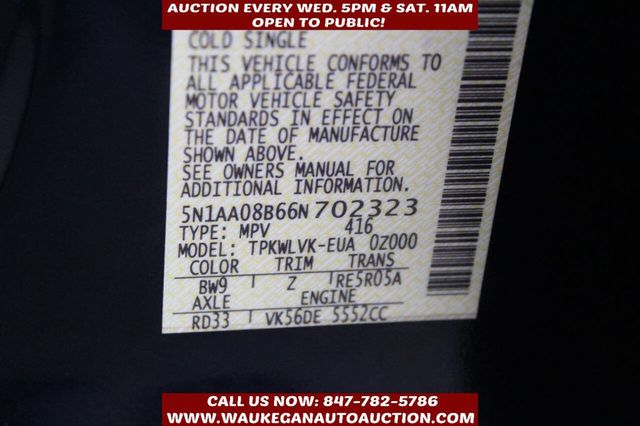 AUCTION EVERY WED. 5PM & SAT. 11AM
OPEN TO PUBLIC!
COLD SINGLE
THIS VEHICLE CONFORMS TO
ALL APPLICABLE FEDERAL
MOTOR VEHICLE SAFETY
STANDARDS IN EFFECT ON
THE DATE OF MANUFACTURE
SHOWN ABOVE.
SEE OWNERS MANUAL FOR
ADDITIONAL INFORMATION.
5N1AA08B66N702323
TYPE: MPV 416
MODEL: TPKWLVK-EUA 0Z000
COLOR TRIM TRANS
BW9 Z RE5R05A
AXLE ENGINE
RD33 VK56DE 5552CC
CALL US NOW: 847-782-5786
WWW.WAUKEGANAUTOAUCTION.COM